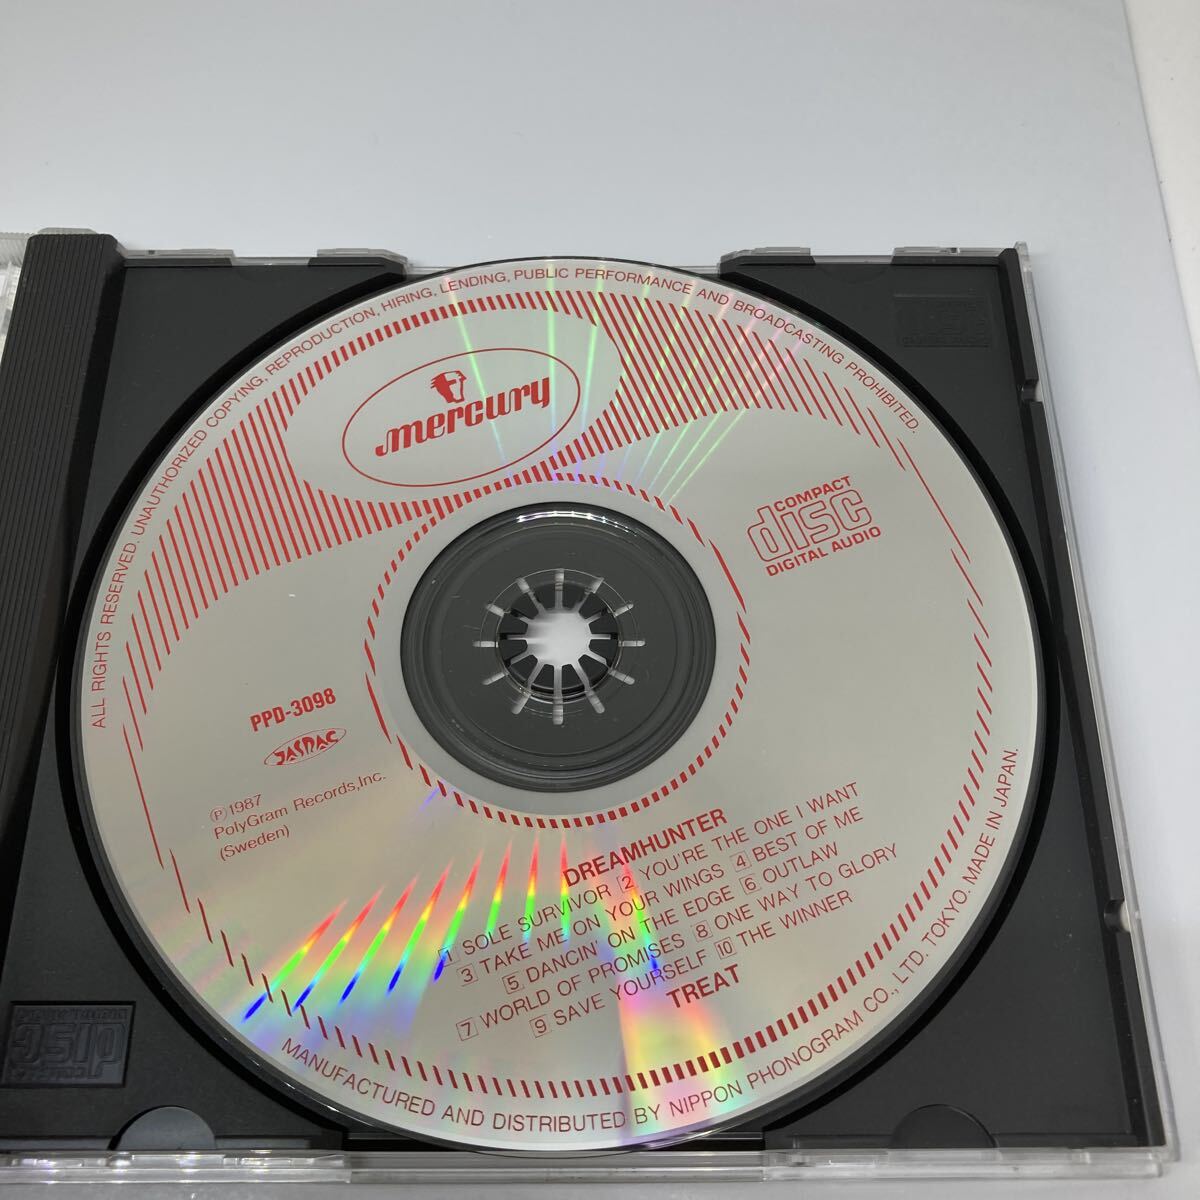 ALL RIGHTS RESERVED. UNAUTHORIZED COPYING, REPRODUCTION, HIRING, LENDING, PUBLIC PERFORMANCE AND BROADCASTING PROHIBITED.
mercury
COMPACT
disc
DIGITAL AUDIO
PPD-3098
JASRAC
Ⓟ1987
PolyGram Records,Inc.
(Sweden)
DREAMHUNTER
1 SOLE SURVIVOR 2 YOU'RE THE ONE I WANT
3 TAKE ME ON YOUR WINGS 4 BEST OF ME
5 DANCIN' ON THE EDGE 6 OUTLAW
7 WORLD OF PROMISES 8 ONE WAY TO GLORY
9 SAVE YOURSELF 10 THE WINNER
TREAT
MANUFACTURED AND DISTRIBUTED BY NIPPON PHONOGRAM CO., LTD. TOKYO. MADE IN JAPAN.